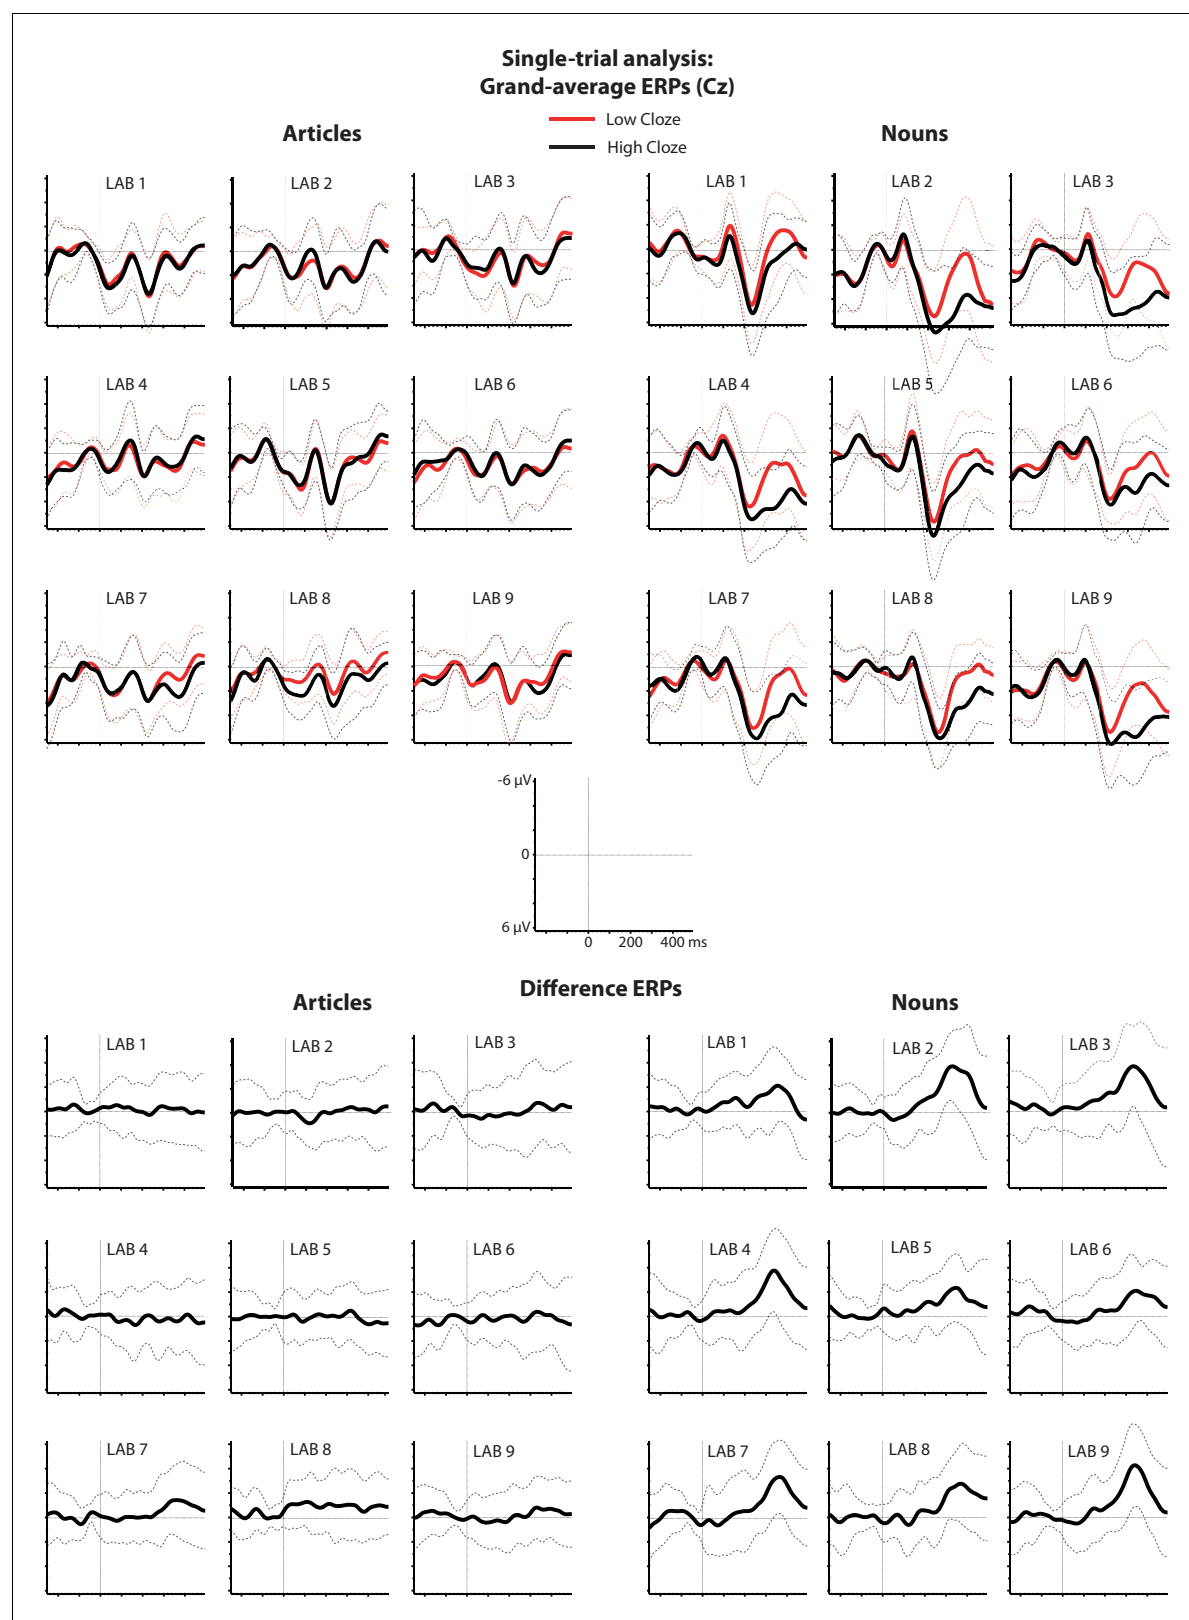 Single-trial analysis:
Grand-average ERPs (Cz)
Low Cloze
High Cloze
Articles
Nouns
LAB 1
LAB 2
LAB 3
LAB 1
LAB 2
LAB 3
LAB 4
LAB 5
LAB 6
LAB 4
LAB 5
LAB 6
LAB 7
LAB 8
LAB 9
LAB 7
LAB 8
LAB 9
-6 µV
0
6 µV
0 200 400 ms
Difference ERPs
Articles
Nouns
LAB 1
LAB 2
LAB 3
LAB 1
LAB 2
LAB 3
LAB 4
LAB 5
LAB 6
LAB 4
LAB 5
LAB 6
LAB 7
LAB 8
LAB 9
LAB 7
LAB 8
LAB 9